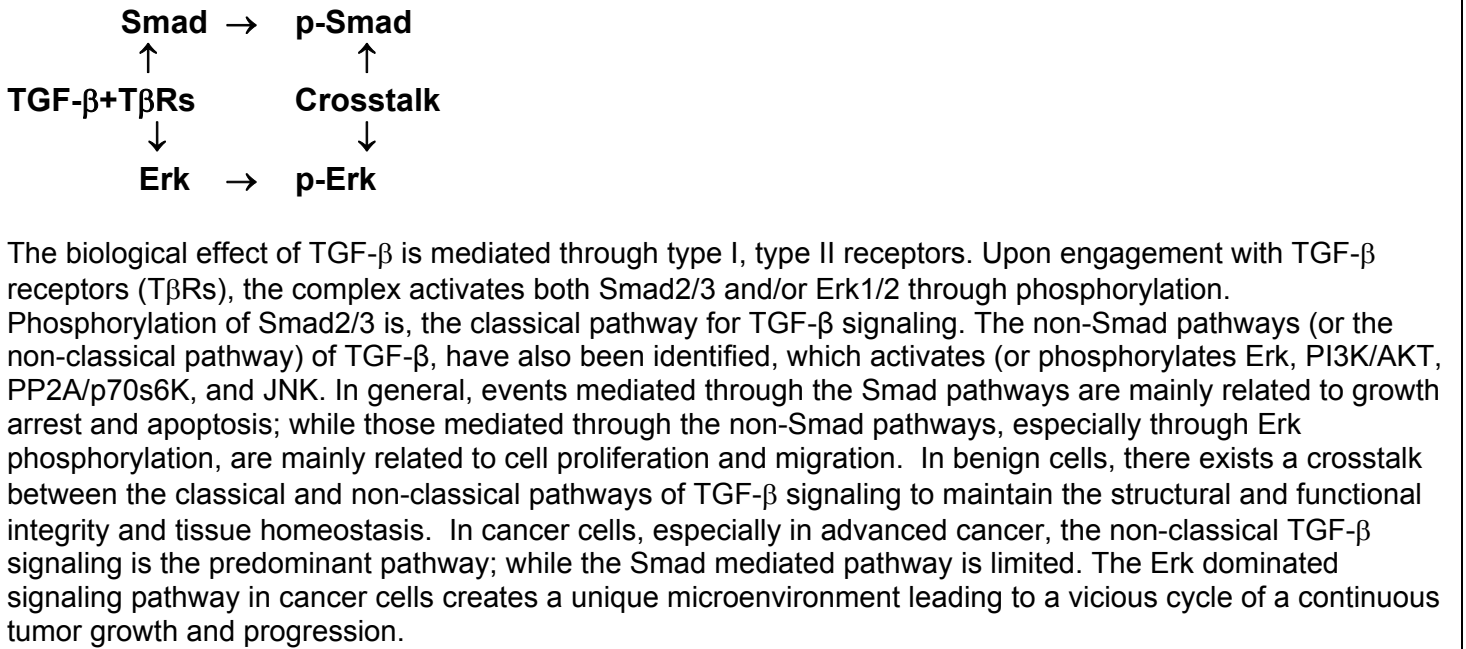 Smad → p-Smad
↑ ↑
TGF-β+TβRs Crosstalk
↓ ↓
Erk → p-Erk
The biological effect of TGF-β is mediated through type I, type II receptors. Upon engagement with TGF-β
receptors (TβRs), the complex activates both Smad2/3 and/or Erk1/2 through phosphorylation.
Phosphorylation of Smad2/3 is, the classical pathway for TGF-β signaling. The non-Smad pathways (or the
non-classical pathway) of TGF-β, have also been identified, which activates (or phosphorylates Erk, PI3K/AKT,
PP2A/p70s6K, and JNK. In general, events mediated through the Smad pathways are mainly related to growth
arrest and apoptosis; while those mediated through the non-Smad pathways, especially through Erk
phosphorylation, are mainly related to cell proliferation and migration.  In benign cells, there exists a crosstalk
between the classical and non-classical pathways of TGF-β signaling to maintain the structural and functional
integrity and tissue homeostasis.  In cancer cells, especially in advanced cancer, the non-classical TGF-β
signaling is the predominant pathway; while the Smad mediated pathway is limited. The Erk dominated
signaling pathway in cancer cells creates a unique microenvironment leading to a vicious cycle of a continuous
tumor growth and progression.